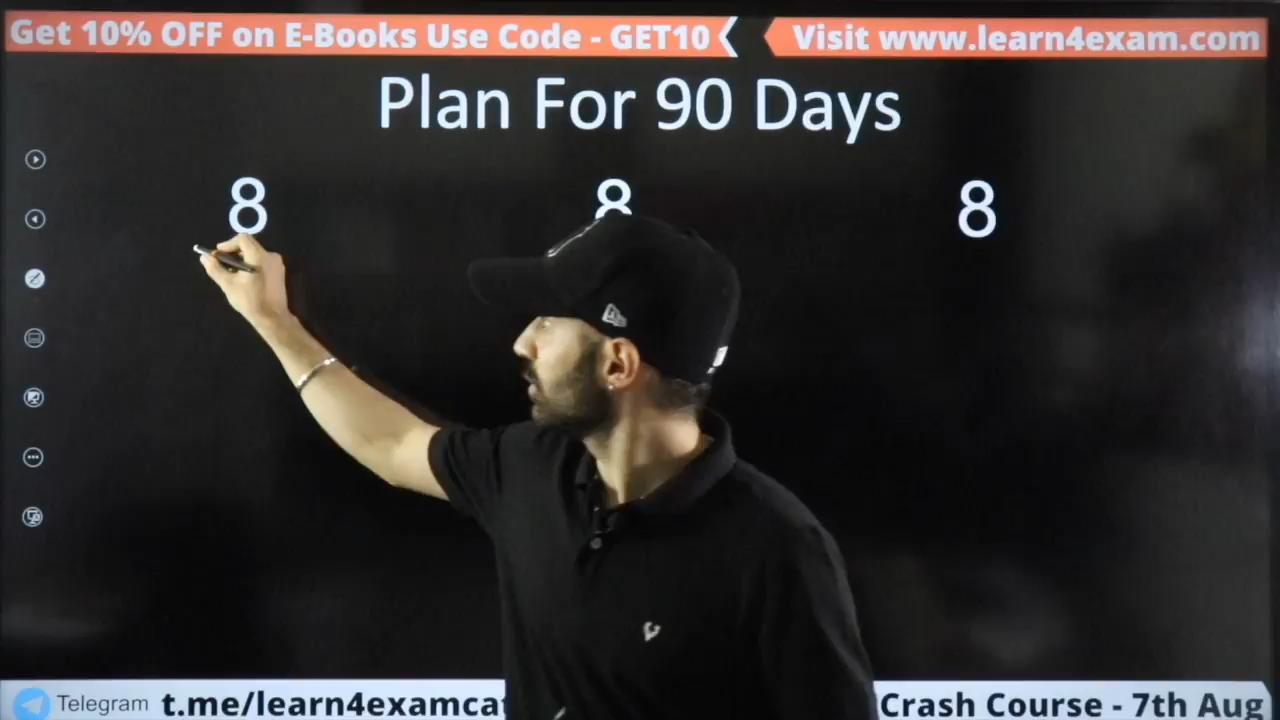 Get 10% OFF on E-Books Use Code - GET10
Visit www.learn4exam.com
Plan For 90 Days
8 8 8
Telegram t.me/learn4examca
Crash Course - 7th Aug